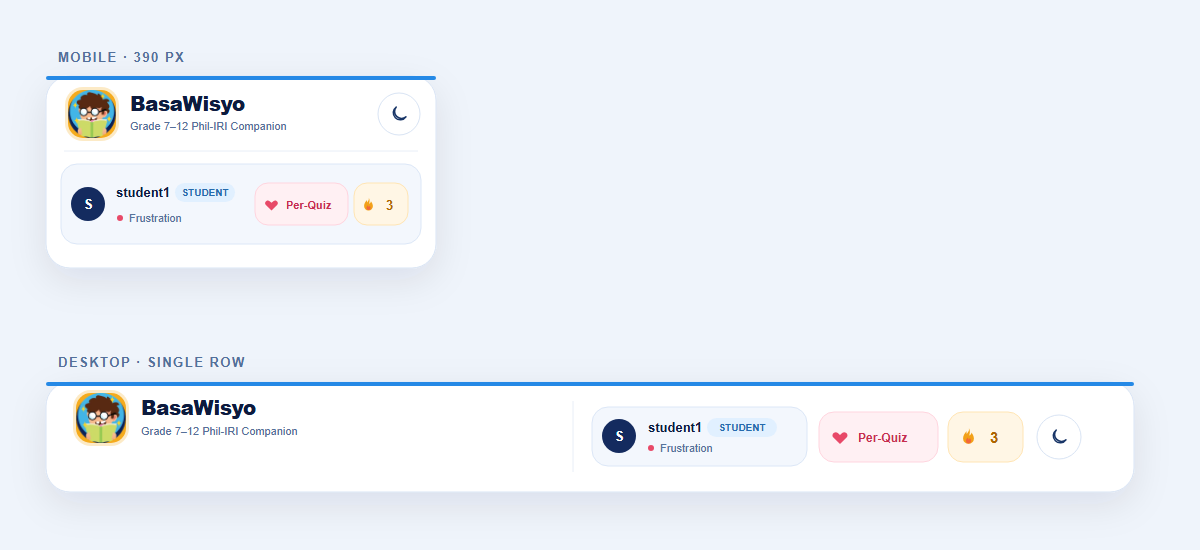 MOBILE · 390 PX
BasaWisyo
Grade 7–12 Phil-IRI Companion
S
student1 STUDENT
Frustration
Per-Quiz
3
DESKTOP · SINGLE ROW
BasaWisyo
Grade 7–12 Phil-IRI Companion
S
student1 STUDENT
Frustration
Per-Quiz
3